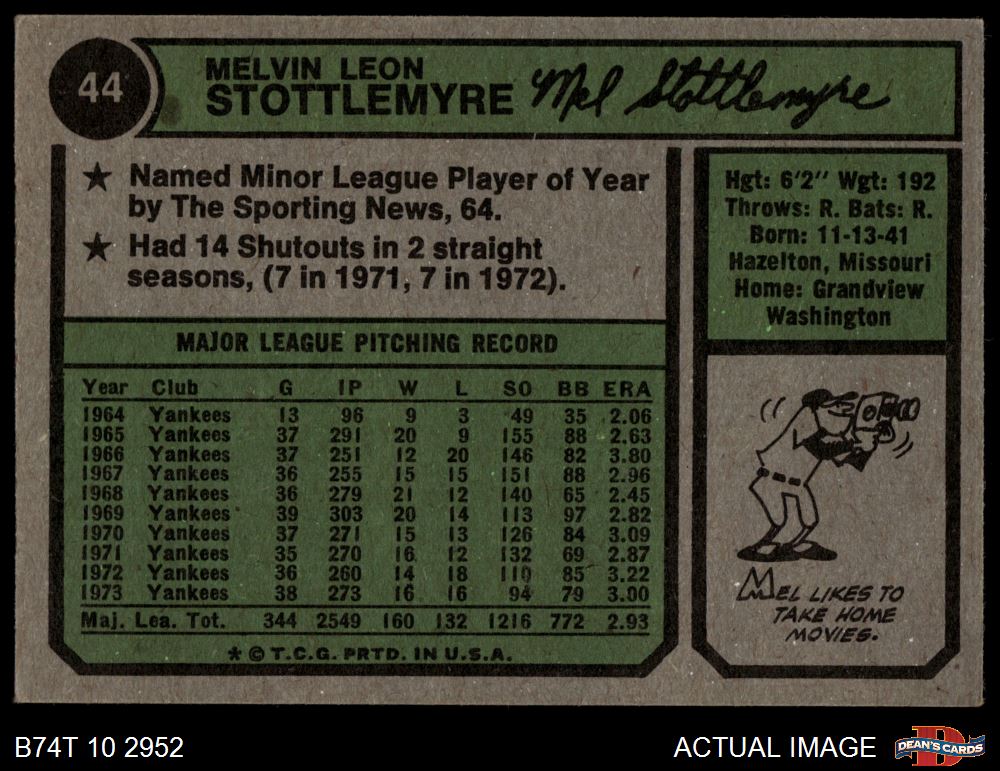 44
MELVIN LEON
STOTTLEMYRE Mel Stottlemyre
★ Named Minor League Player of Year
by The Sporting News, 64.
★ Had 14 Shutouts in 2 straight
seasons, (7 in 1971, 7 in 1972).
Hgt: 6'2" Wgt: 192
Throws: R. Bats: R.
Born: 11-13-41
Hazelton, Missouri
Home: Grandview
Washington
MAJOR LEAGUE PITCHING RECORD
Year Club G IP W L SO BB ERA
1964 Yankees 13 96 9 3 49 35 2.06
1965 Yankees 37 291 20 9 155 88 2.63
1966 Yankees 37 251 12 20 146 82 3.80
1967 Yankees 36 255 15 15 151 88 2.96
1968 Yankees 36 279 21 12 140 65 2.45
1969 Yankees 39 303 20 14 113 97 2.82
1970 Yankees 37 271 15 13 126 84 3.09
1971 Yankees 35 270 16 12 132 69 2.87
1972 Yankees 36 260 14 18 110 85 3.22
1973 Yankees 38 273 16 16 94 79 3.00
Maj. Lea. Tot. 344 2549 160 132 1216 772 2.93
* © T.C.G. PRTD. IN U.S.A.
MEL LIKES TO
TAKE HOME
MOVIES.
B74T 10 2952
ACTUAL IMAGE
D
DEAN'S CARDS